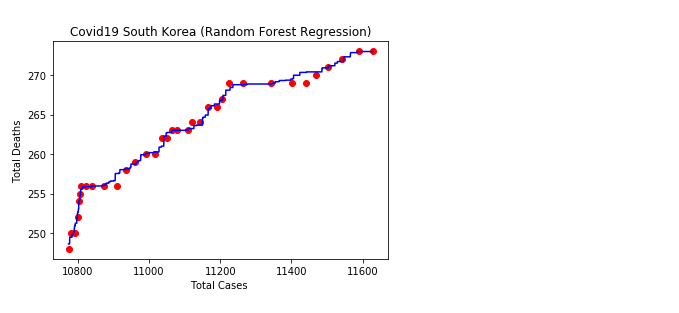 Covid19 South Korea (Random Forest Regression)
Total Deaths
270
265
260
255
250
10800 11000 11200 11400 11600
Total Cases